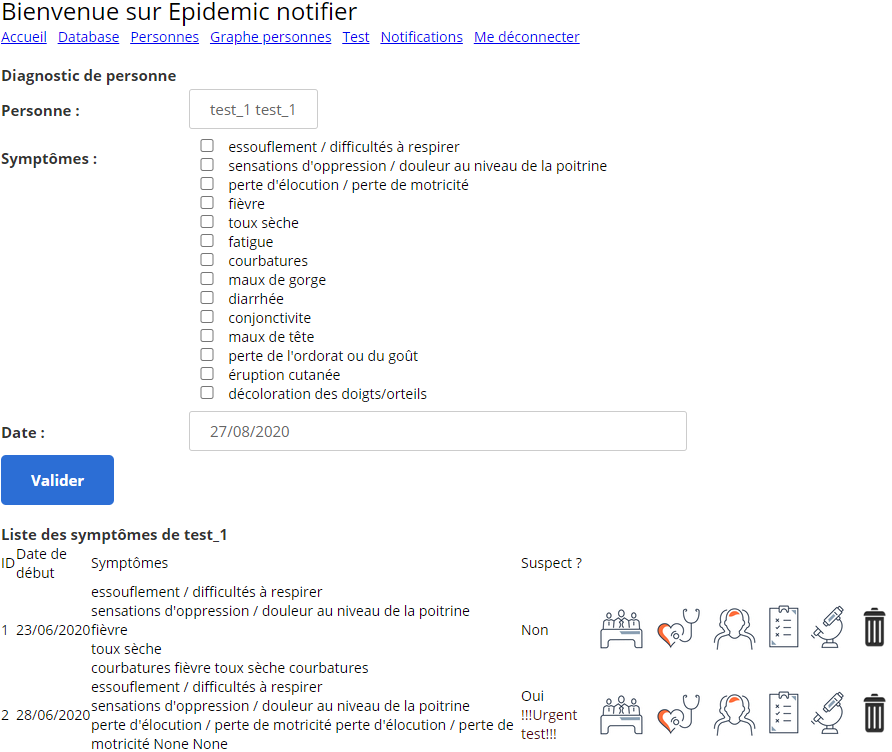 Bienvenue sur Epidemic notifier
Accueil Database Personnes Graphe personnes Test Notifications Me déconnecter
Diagnostic de personne
Personne : test_1 test_1
Symptômes :
essouflement / difficultés à respirer
sensations d'oppression / douleur au niveau de la poitrine
perte d'élocution / perte de motricité
fièvre
toux sèche
fatigue
courbatures
maux de gorge
diarrhée
conjonctivite
maux de tête
perte de l'ordorat ou du goût
éruption cutanée
décoloration des doigts/orteils
Date : 27/08/2020
Valider
Liste des symptômes de test_1
ID Date de début Symptômes Suspect ?
essouflement / difficultés à respirer
sensations d'oppression / douleur au niveau de la poitrine
1 23/06/2020 fièvre Non
toux sèche
courbatures fièvre toux sèche courbatures
essouflement / difficultés à respirer
sensations d'oppression / douleur au niveau de la poitrine Oui
2 28/06/2020 perte d'élocution / perte de motricité perte d'élocution / perte de !!!Urgent
motricité None None test!!!